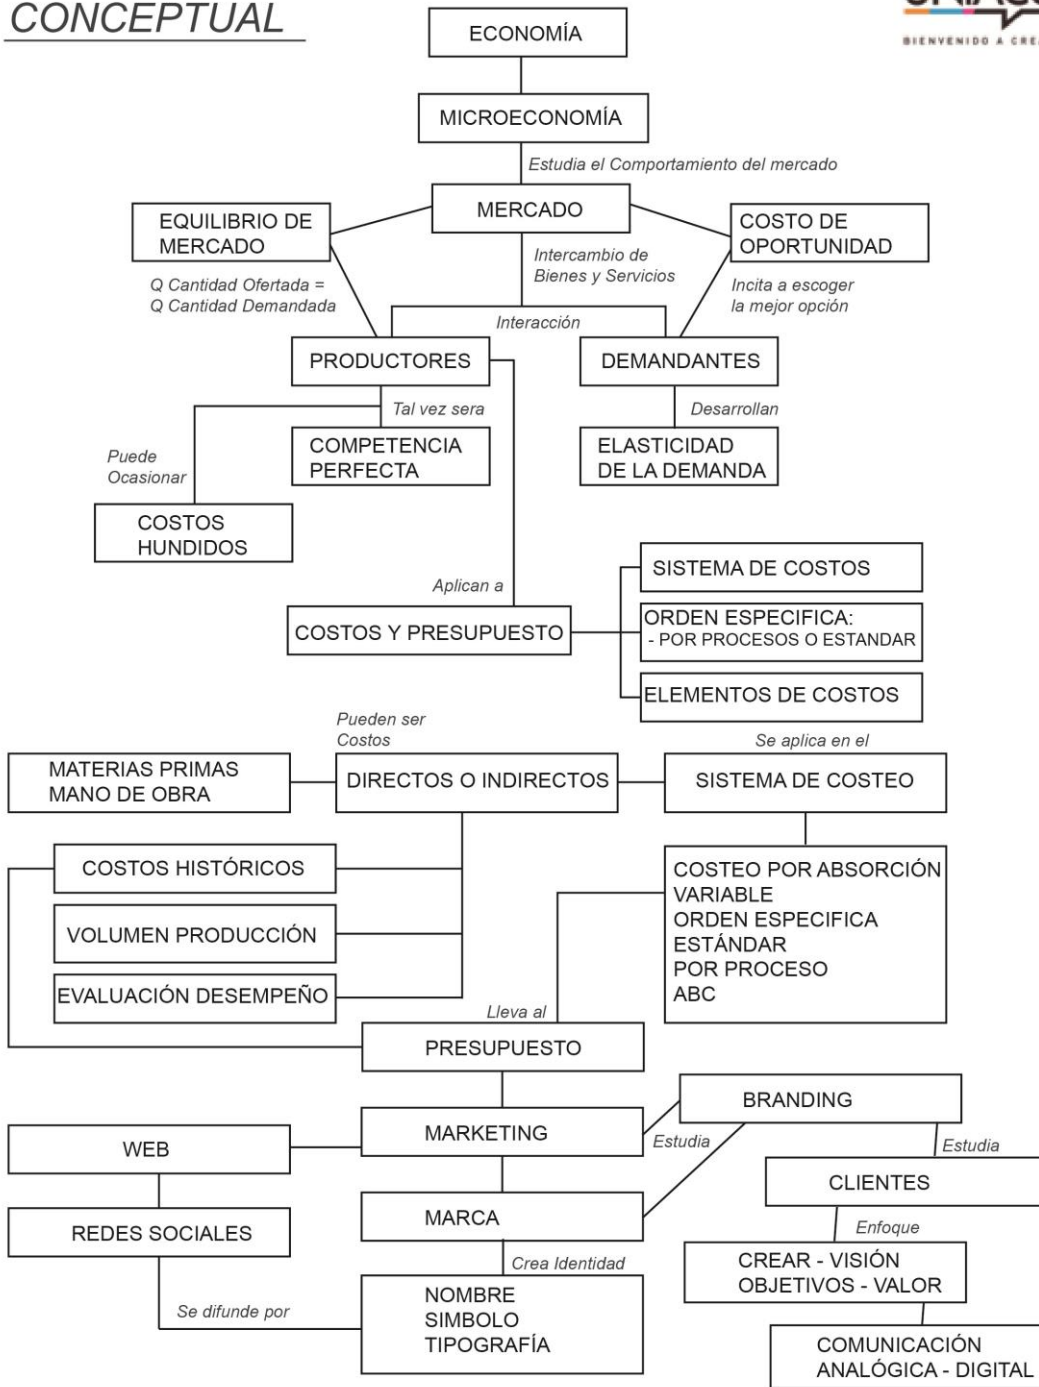 CONCEPTUAL
BIENVENIDO A
ECONOMÍA
MICROECONOMÍA
Estudia el Comportamiento del mercado
MERCADO
EQUILIBRIO DE
MERCADO
COSTO DE
OPORTUNIDAD
Q Cantidad Ofertada =
Q Cantidad Demandada
Intercambio de
Bienes y Servicios
Incita a escoger
la mejor opción
Interacción
PRODUCTORES
DEMANDANTES
Tal vez sera
Desarrollan
Puede
Ocasionar
COMPETENCIA
PERFECTA
ELASTICIDAD
DE LA DEMANDA
COSTOS
HUNDIDOS
Aplican a
COSTOS Y PRESUPUESTO
SISTEMA DE COSTOS
ORDEN ESPECIFICA:
- POR PROCESOS O ESTANDAR
ELEMENTOS DE COSTOS
Pueden ser
Costos
Se aplica en el
MATERIAS PRIMAS
MANO DE OBRA
DIRECTOS O INDIRECTOS
SISTEMA DE COSTEO
COSTOS HISTÓRICOS
VOLUMEN PRODUCCIÓN
EVALUACIÓN DESEMPEÑO
COSTEO POR ABSORCIÓN
VARIABLE
ORDEN ESPECIFICA
ESTÁNDAR
POR PROCESO
ABC
Lleva al
PRESUPUESTO
MARKETING
BRANDING
Estudia
Estudia
WEB
CLIENTES
REDES SOCIALES
MARCA
Enfoque
Crea Identidad
CREAR - VISIÓN
OBJETIVOS - VALOR
Se difunde por
NOMBRE
SIMBOLO
TIPOGRAFÍA
COMUNICACIÓN
ANALÓGICA - DIGITAL